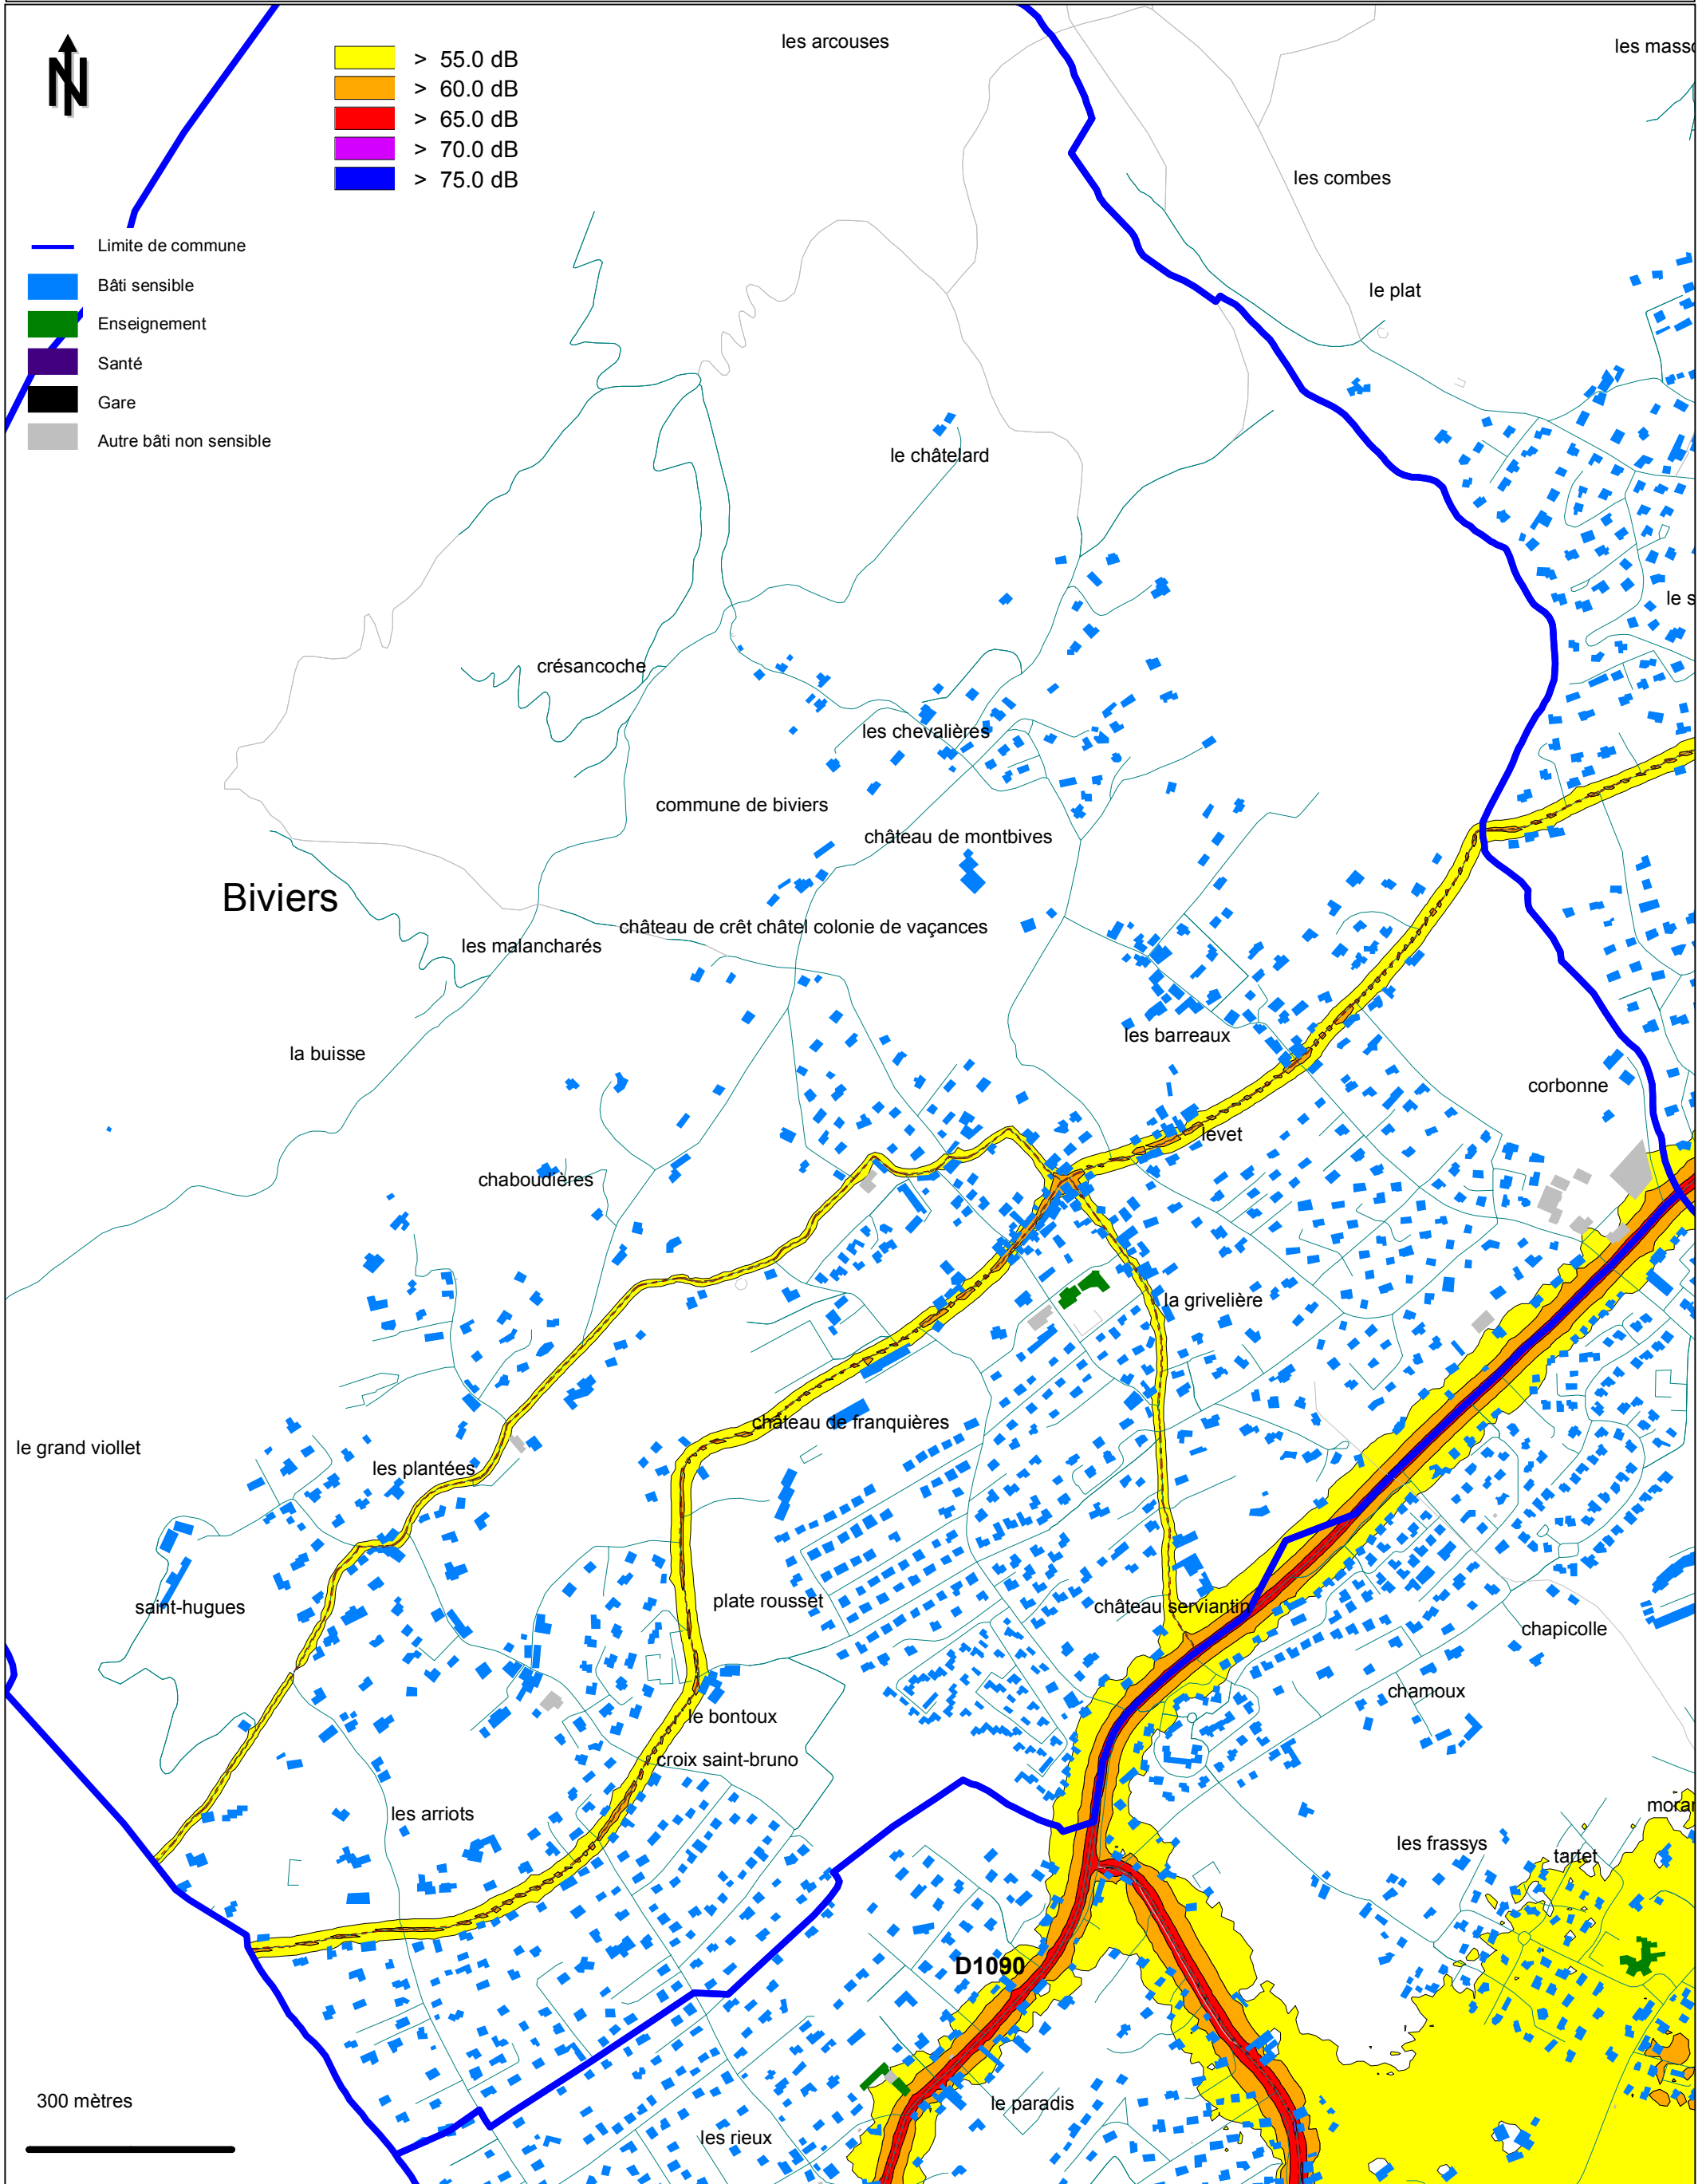 N
les arcouses
les mass
> 55.0 dB
> 60.0 dB
> 65.0 dB
> 70.0 dB
> 75.0 dB
les combes
Limite de commune
Bâti sensible
Enseignement
Santé
Gare
Autre bâti non sensible
le plat
le châtelard
le s
crésancoche
les chevalières
commune de biviers
château de montbives
Biviers
château de crêt châtel colonie de vaçances
les malancharés
les barreaux
la buisse
corbonne
levet
chaboudières
la grivelière
château de franquières
le grand viollet
les plantées
plate rousset
saint-hugues
château serviantin
chapicolle
chamoux
le bontoux
croix saint-bruno
les arriots
morar
les frassys
tartet
D1090
300 mètres
le paradis
les rieux